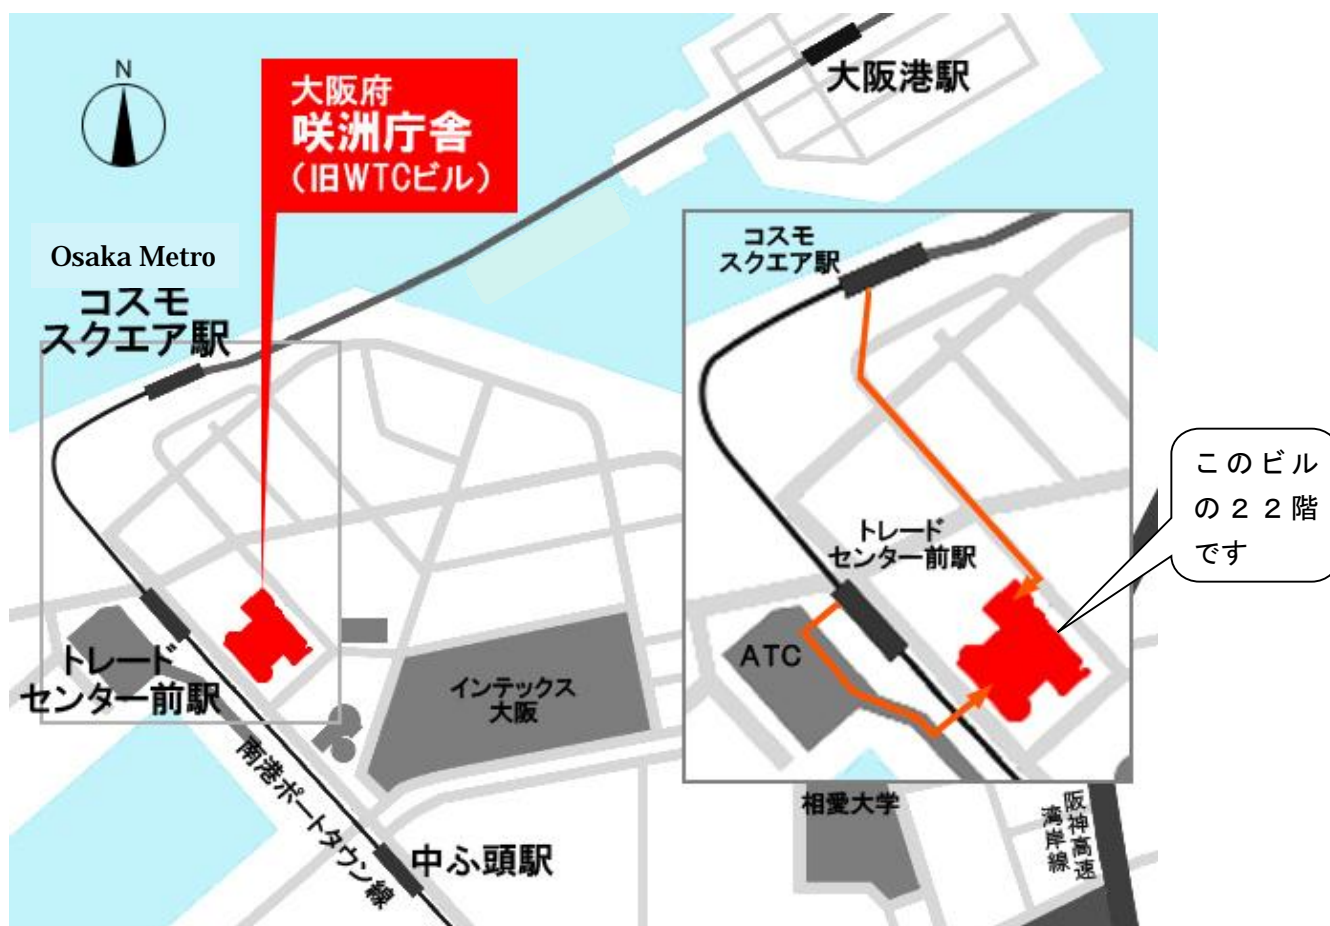 N
大阪府
咲洲庁舎
（旧WTCビル）
大阪港駅
Osaka Metro
コスモ
スクエア駅
トレード
センター前駅
インテックス
大阪
南港ポートタウン線
中ふ頭駅
コスモ
スクエア駅
トレード
センター前駅
ATC
相愛大学
阪神高速
湾岸線
このビル
の２２階
です